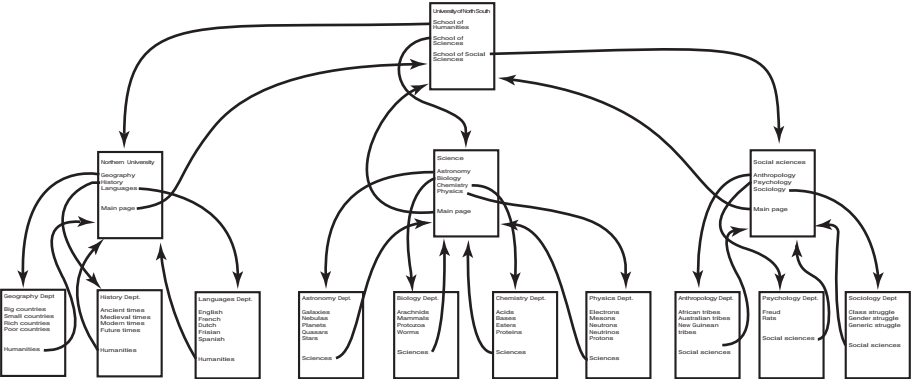 University of North South
School of
Humanities
School of
Sciences
School of Social
Sciences
Northern University
Geography
History
Languages
Main page
Science
Astronomy
Biology
Chemistry
Physics
Main page
Social sciences
Anthropology
Psychology
Sociology
Main page
Geography Dept
Big countries
Small countries
Rich countries
Poor countries
Humanities
History Dept.
Ancient times
Medieval times
Modern times
Future times
Humanities
Languages Dept.
English
French
Dutch
Frisian
Spanish
Humanities
Astronomy Dept.
Galaxies
Nebulas
Planets
Quasars
Stars
Sciences
Biology Dept.
Arachnids
Mammalis
Protozoa
Worms
Sciences
Chemistry Dept.
Acids
Bases
Esters
Proteins
Sciences
Physics Dept.
Electrons
Mesons
Neutrons
Neutrinos
Protons
Sciences
Anthropology Dept.
African tribes
Australian tribes
New Guinean
tribes
Social sciences
Psychology Dept.
Freud
Rats
Social sciences
Sociology Dept
Class struggle
Gender struggle
Generic struggle
Social sciences